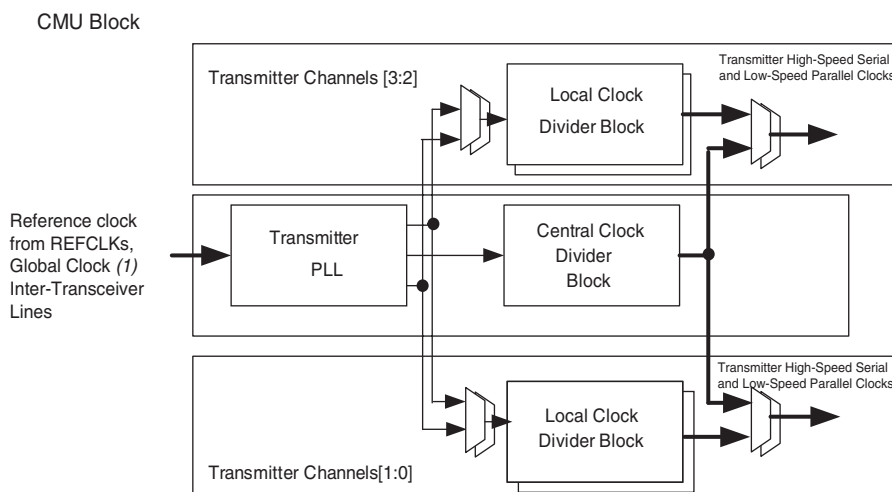 CMU Block
Transmitter Channels [3:2]
Local Clock
Divider Block
Transmitter High-Speed Serial
and Low-Speed Parallel Clocks
Reference clock
from REFCLKs,
Global Clock (1)
Inter-Transceiver
Lines
Transmitter
PLL
Central Clock
Divider
Block
Transmitter High-Speed Serial
and Low-Speed Parallel Clocks
Local Clock
Divider Block
Transmitter Channels[1:0]